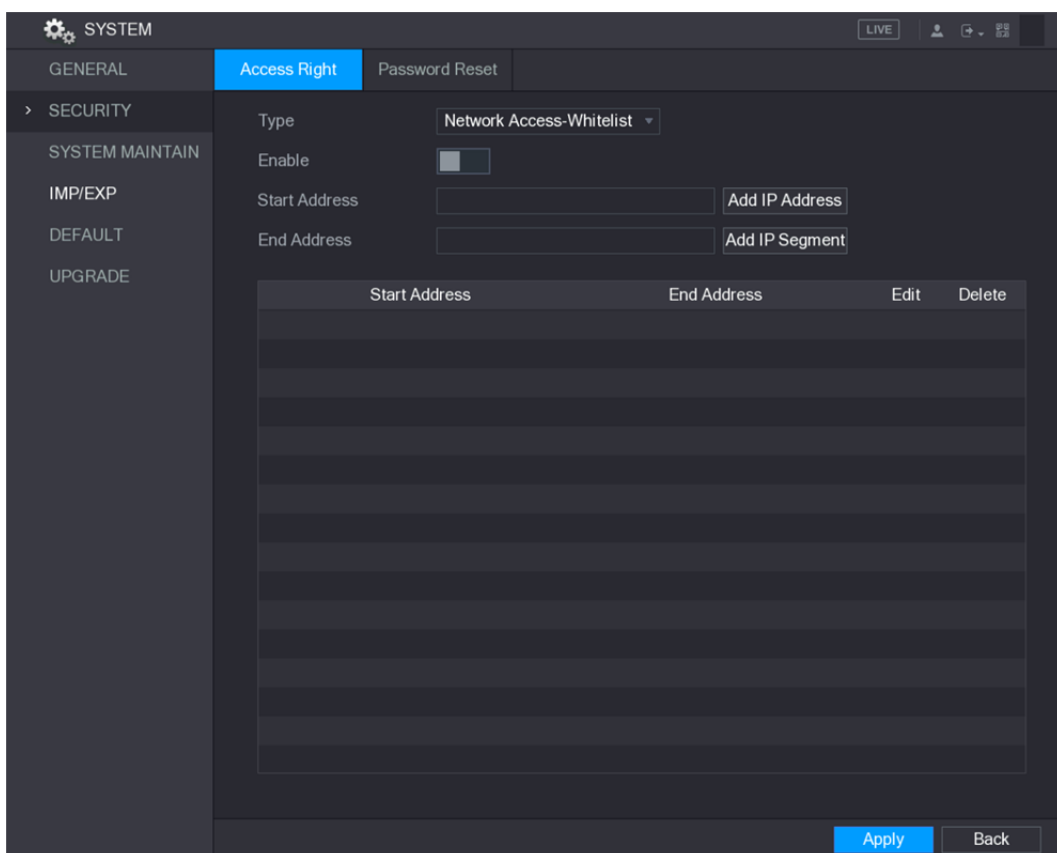 SYSTEM
LIVE
GENERAL
Access Right
Password Reset
SECURITY
Type
Network Access-Whitelist
SYSTEM MAINTAIN
Enable
IMP/EXP
Start Address
Add IP Address
DEFAULT
End Address
Add IP Segment
UPGRADE
Start Address
End Address
Edit
Delete
Apply
Back